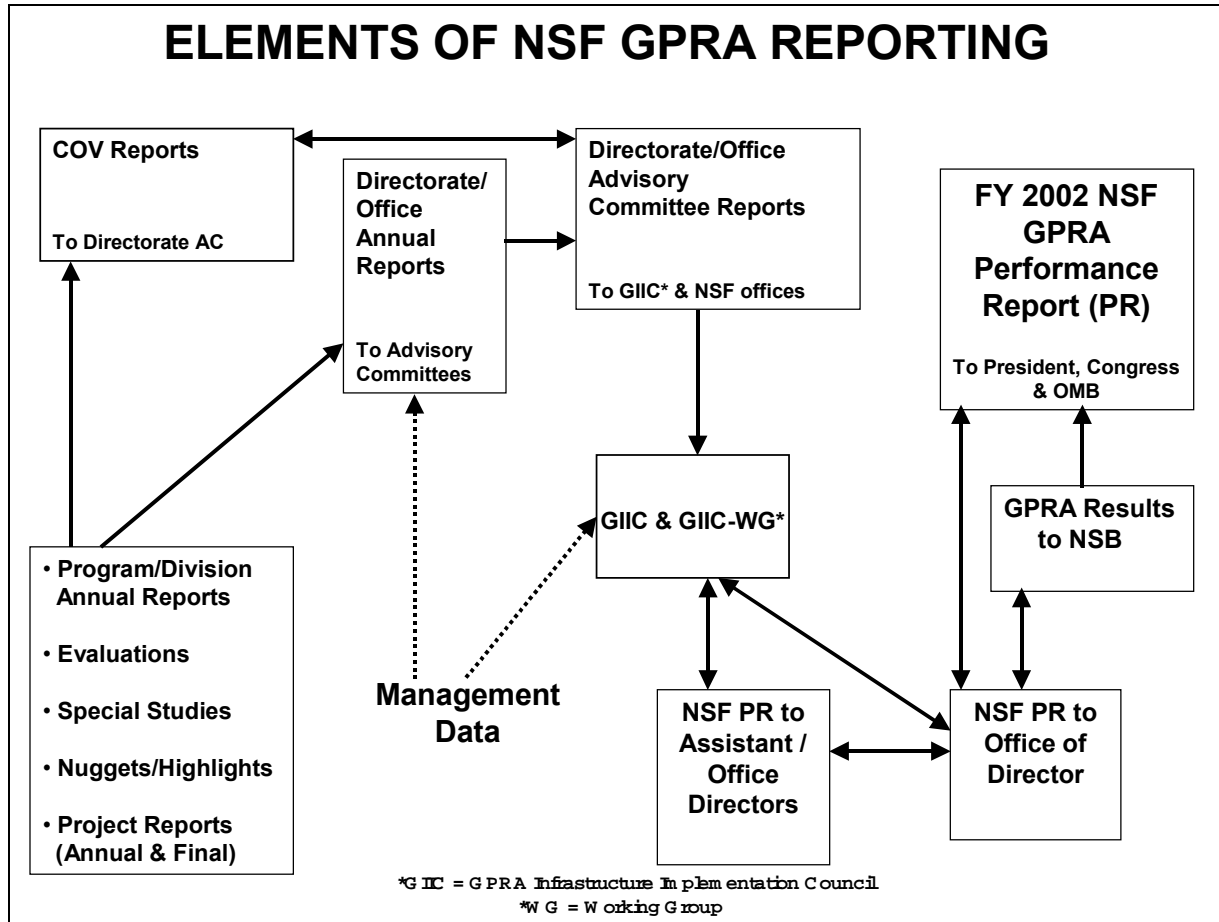 ELEMENTS OF NSF GPRA REPORTING
COV Reports
To Directorate AC
Directorate/
Office
Annual
Reports
To Advisory
Committees
Directorate/Office
Advisory
Committee Reports
To GIIC* & NSF offices
FY 2002 NSF
GPRA
Performance
Report (PR)
To President, Congress
& OMB
GIIC & GIIC-WG*
GPRA Results
to NSB
• Program/Division
Annual Reports
• Evaluations
• Special Studies
• Nuggets/Highlights
• Project Reports
(Annual & Final)
Management
Data
NSF PR to
Assistant /
Office
Directors
NSF PR to
Office of
Director
*GIIC = GPRA Infrastructure Implementation Council
*WG = Working Group